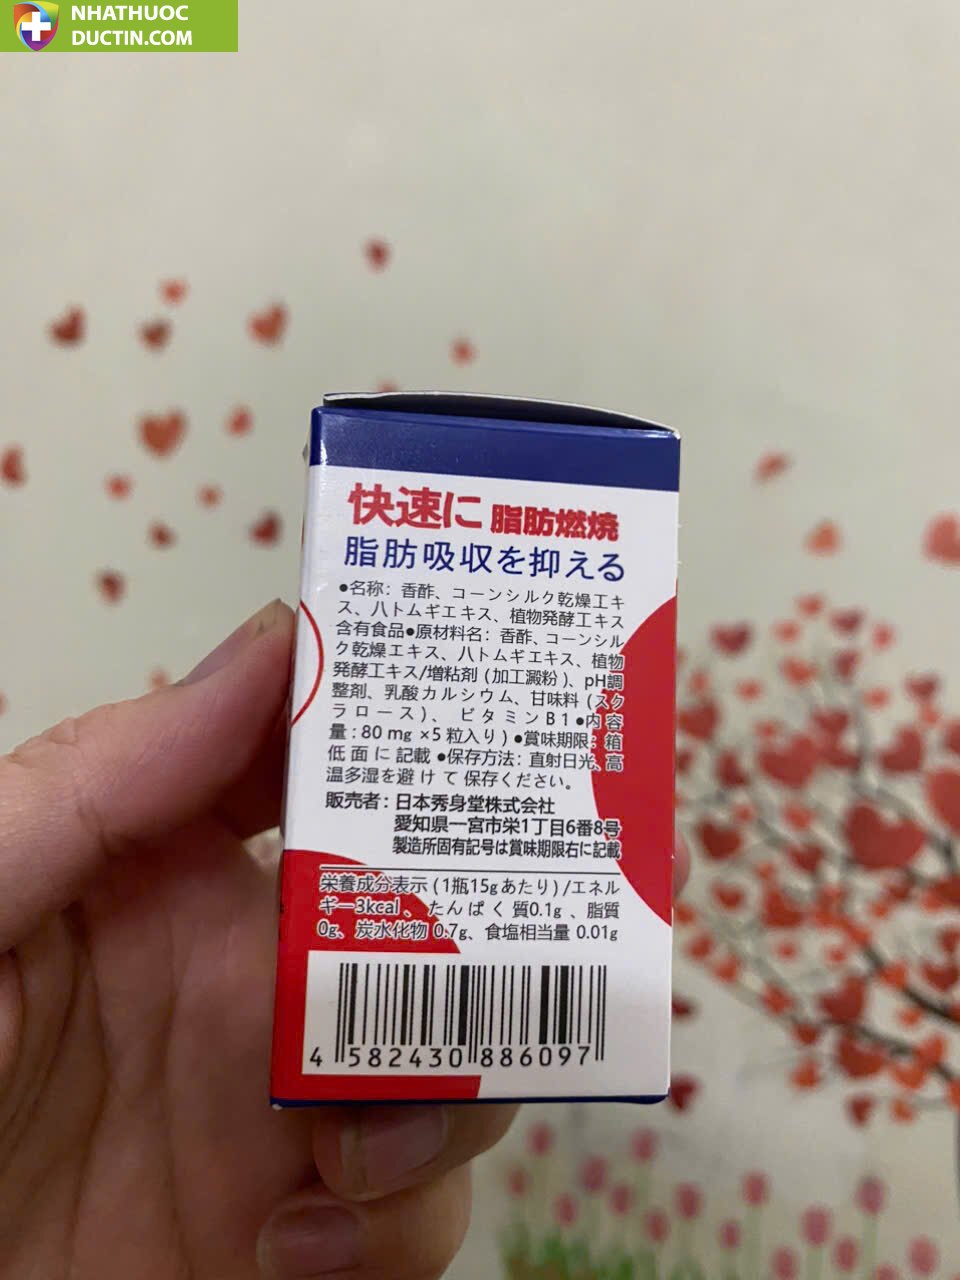 NHATHUOC
DUCTIN.COM
快速に 脂肪燃焼
脂肪吸収を抑える
●名称：香酢、コーンシルク乾燥エキ
ス、八トムギエキス、植物発酵エキス
含有食品●原材料名：香酢、コーンシル
ク乾燥エキス、八トムギエキス、植物
発酵エキス/増粘剤 (加工澱粉)、pH調
整剤、乳酸カルシウム、甘味料 (スク
ラロース)、ビタミンB1●内容
量：80 mg ×5 粒入り) ●賞味期限：箱
低面に記載 ●保存方法：直射日光、高
温多湿を避けて保存ください。
販売者：日本秀身堂株式会社
愛知県一宮市栄1丁目6番8号
製造所固有記号は賞味期限右に記載
栄養成分表示 (1瓶15gあたり)/エネル
ギー3kcal、たんぱく質0.1g、脂質
0g、炭水化物 0.7g、食塩相当量 0.01g
4 582430 886097